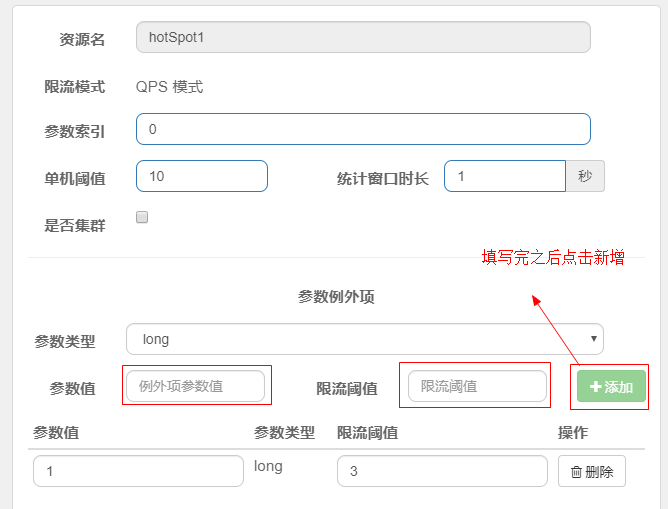 资源名 hotSpot1
限流模式 QPS 模式
参数索引 0
单机阈值 10 统计窗口时长 1 秒
是否集群
填写完之后点击新增
参数例外项
参数类型 long
参数值 例外项参数值 限流阈值 限流阈值 添加
参数值 参数类型 限流阈值 操作
1 long 3 删除